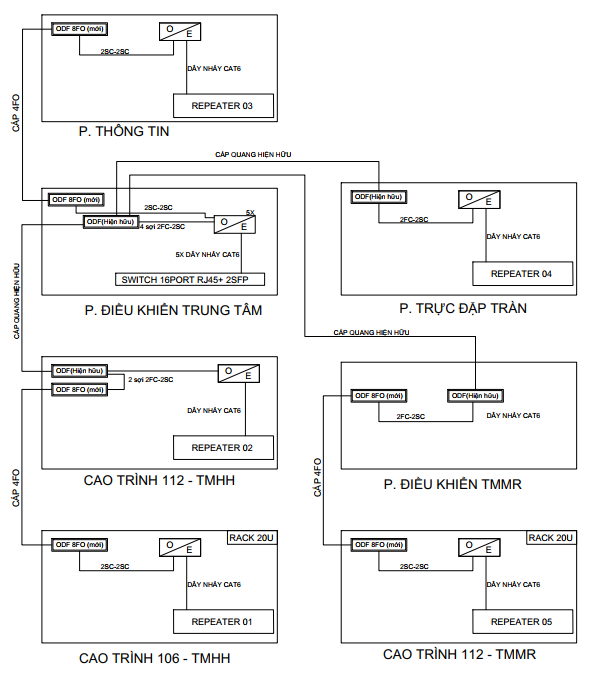 ODF 8FO (mới)
O
E
2SC-2SC
DÂY NHẢY CAT6
REPEATER 03
P. THÔNG TIN
CÁP 4FO
CÁP QUANG HIỆN HỮU
ODF 8FO (mới)
2SC-2SC
5X
ODF(Hiện hữu)
4 sợi 2FC-2SC
O
E
5X DÂY NHẢY CAT6
SWITCH 16PORT RJ45+ 2SFP
P. ĐIỀU KHIỂN TRUNG TÂM
ODF(Hiện hữu)
O
E
2FC-2SC
DÂY NHẢY CAT6
REPEATER 04
P. TRỰC ĐẬP TRÀN
CÁP QUANG HIỆN HỮU
CÁP QUANG HIỆN HỮU
ODF(Hiện hữu)
O
E
2 sợi 2FC-2SC
ODF 8FO (mới)
DÂY NHẢY CAT6
REPEATER 02
CAO TRÌNH 112 - TMHH
ODF 8FO (mới)
ODF(Hiện hữu)
2FC-2SC
DÂY NHẢY CAT6
P. ĐIỀU KHIỂN TMMR
CÁP 4FO
CÁP 4FO
RACK 20U
ODF 8FO (mới)
O
E
2SC-2SC
DÂY NHẢY CAT6
REPEATER 01
CAO TRÌNH 106 - TMHH
RACK 20U
ODF 8FO (mới)
O
E
2SC-2SC
DÂY NHẢY CAT6
REPEATER 05
CAO TRÌNH 112 - TMMR